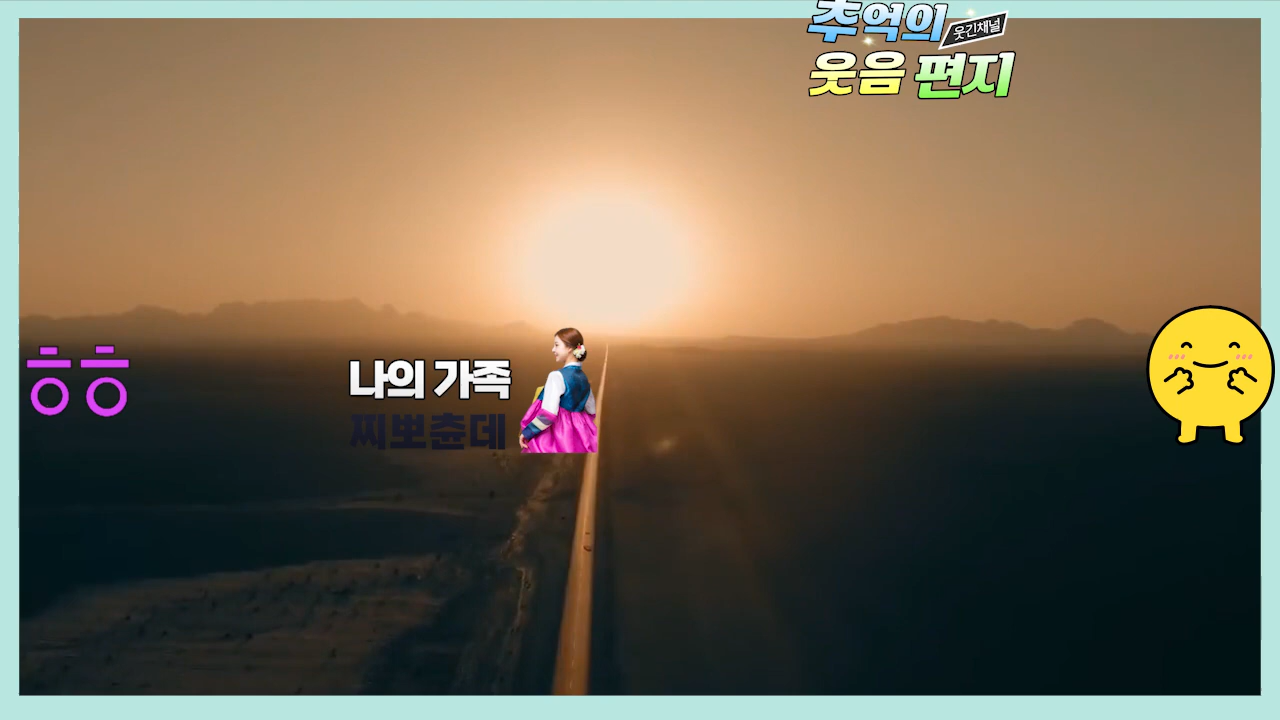 추억의
웃긴채널
웃음 편지
ㅎㅎ
나의 가족
찌뽀츈데